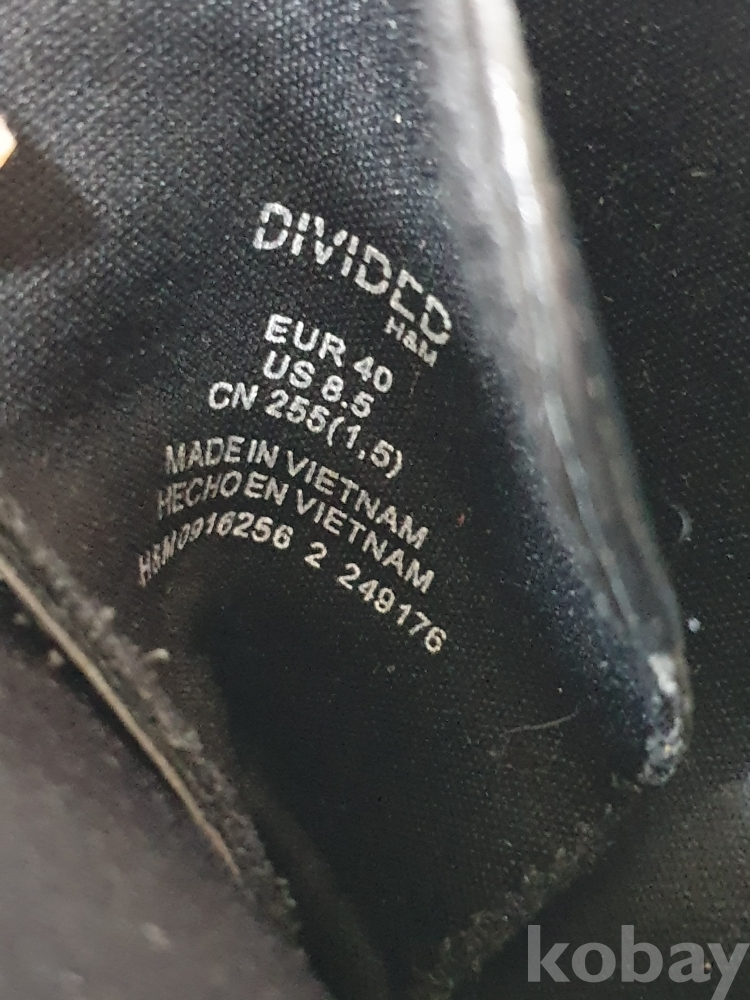 DIVIDED
H&M
EUR 40
US 8.5
CN 255(1,5)
MADE IN VIETNAM
HECHO EN VIETNAM
H&M0916256 2 249176
kobay